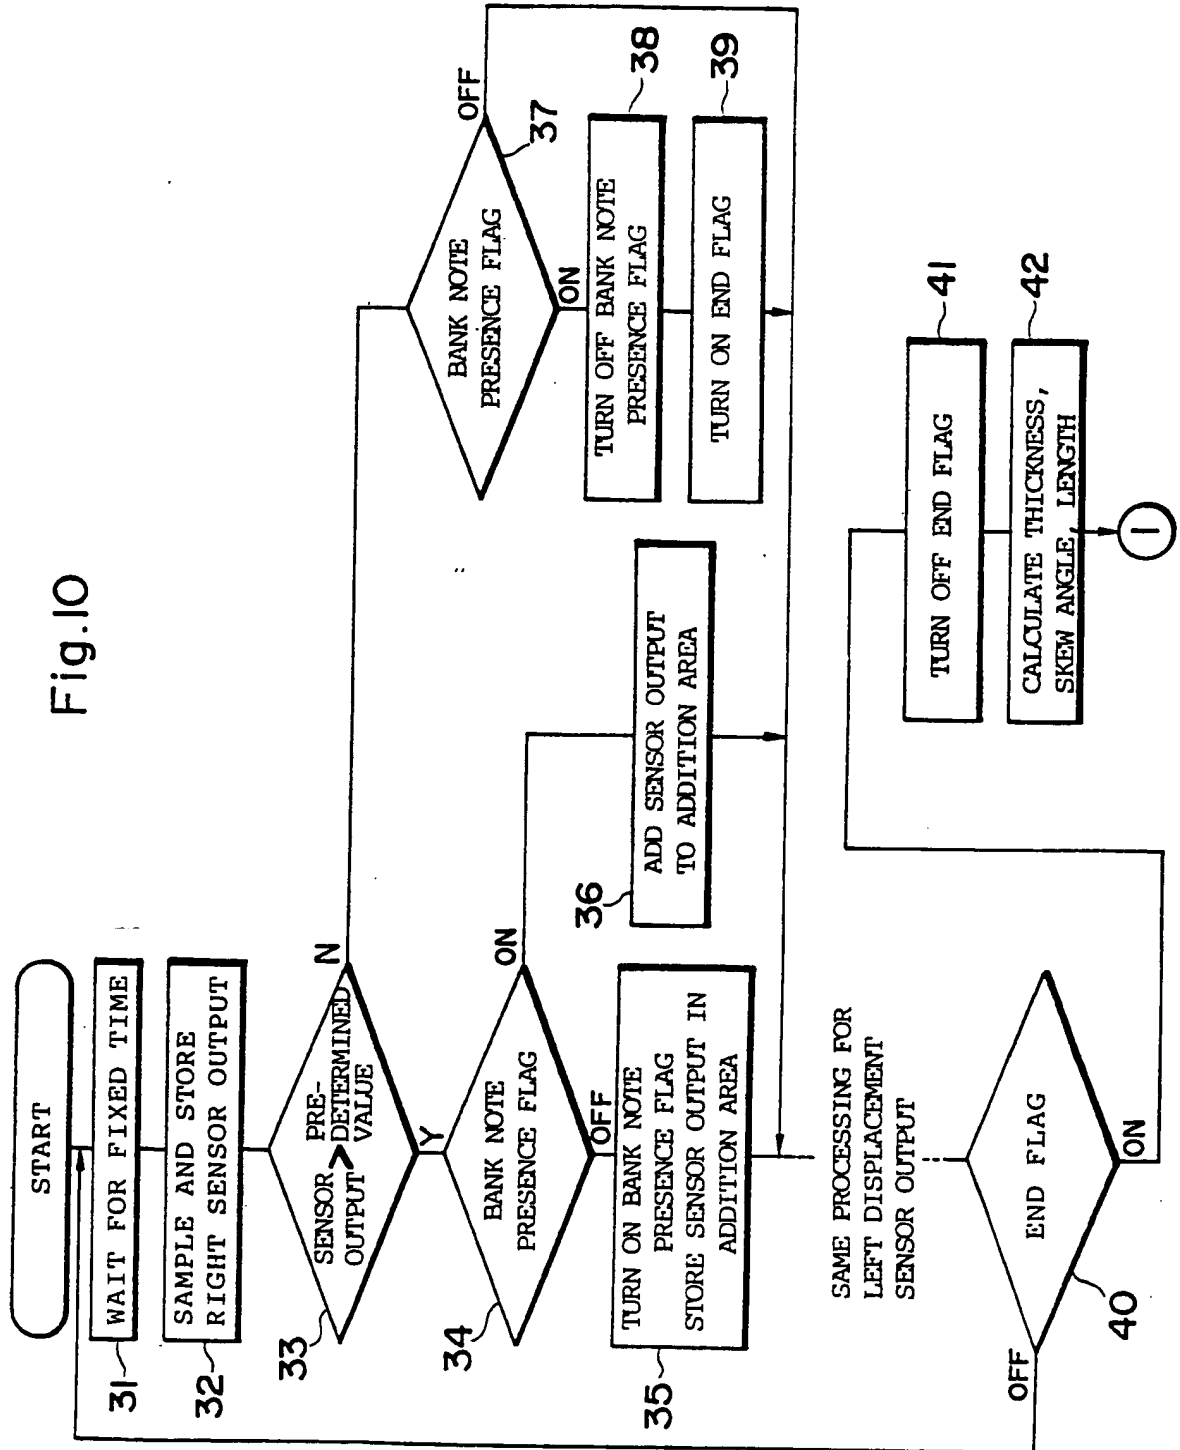 Fig.10
START
31
WAIT FOR FIXED TIME
32
SAMPLE AND STORE
RIGHT SENSOR OUTPUT
33
SENSOR OUTPUT > PRE-DETERMINED VALUE
N
Y
34
BANK NOTE
PRESENCE FLAG
ON
OFF
35
TURN ON BANK NOTE
PRESENCE FLAG
STORE SENSOR OUTPUT IN
ADDITION AREA
36
ADD SENSOR OUTPUT
TO ADDITION AREA
37
BANK NOTE
PRESENCE FLAG
OFF
ON
38
TURN OFF BANK NOTE
PRESENCE FLAG
39
TURN ON END FLAG
SAME PROCESSING FOR
LEFT DISPLACEMENT
SENSOR OUTPUT
40
END FLAG
OFF
ON
41
TURN OFF END FLAG
42
CALCULATE THICKNESS,
SKEW ANGLE, LENGTH
1